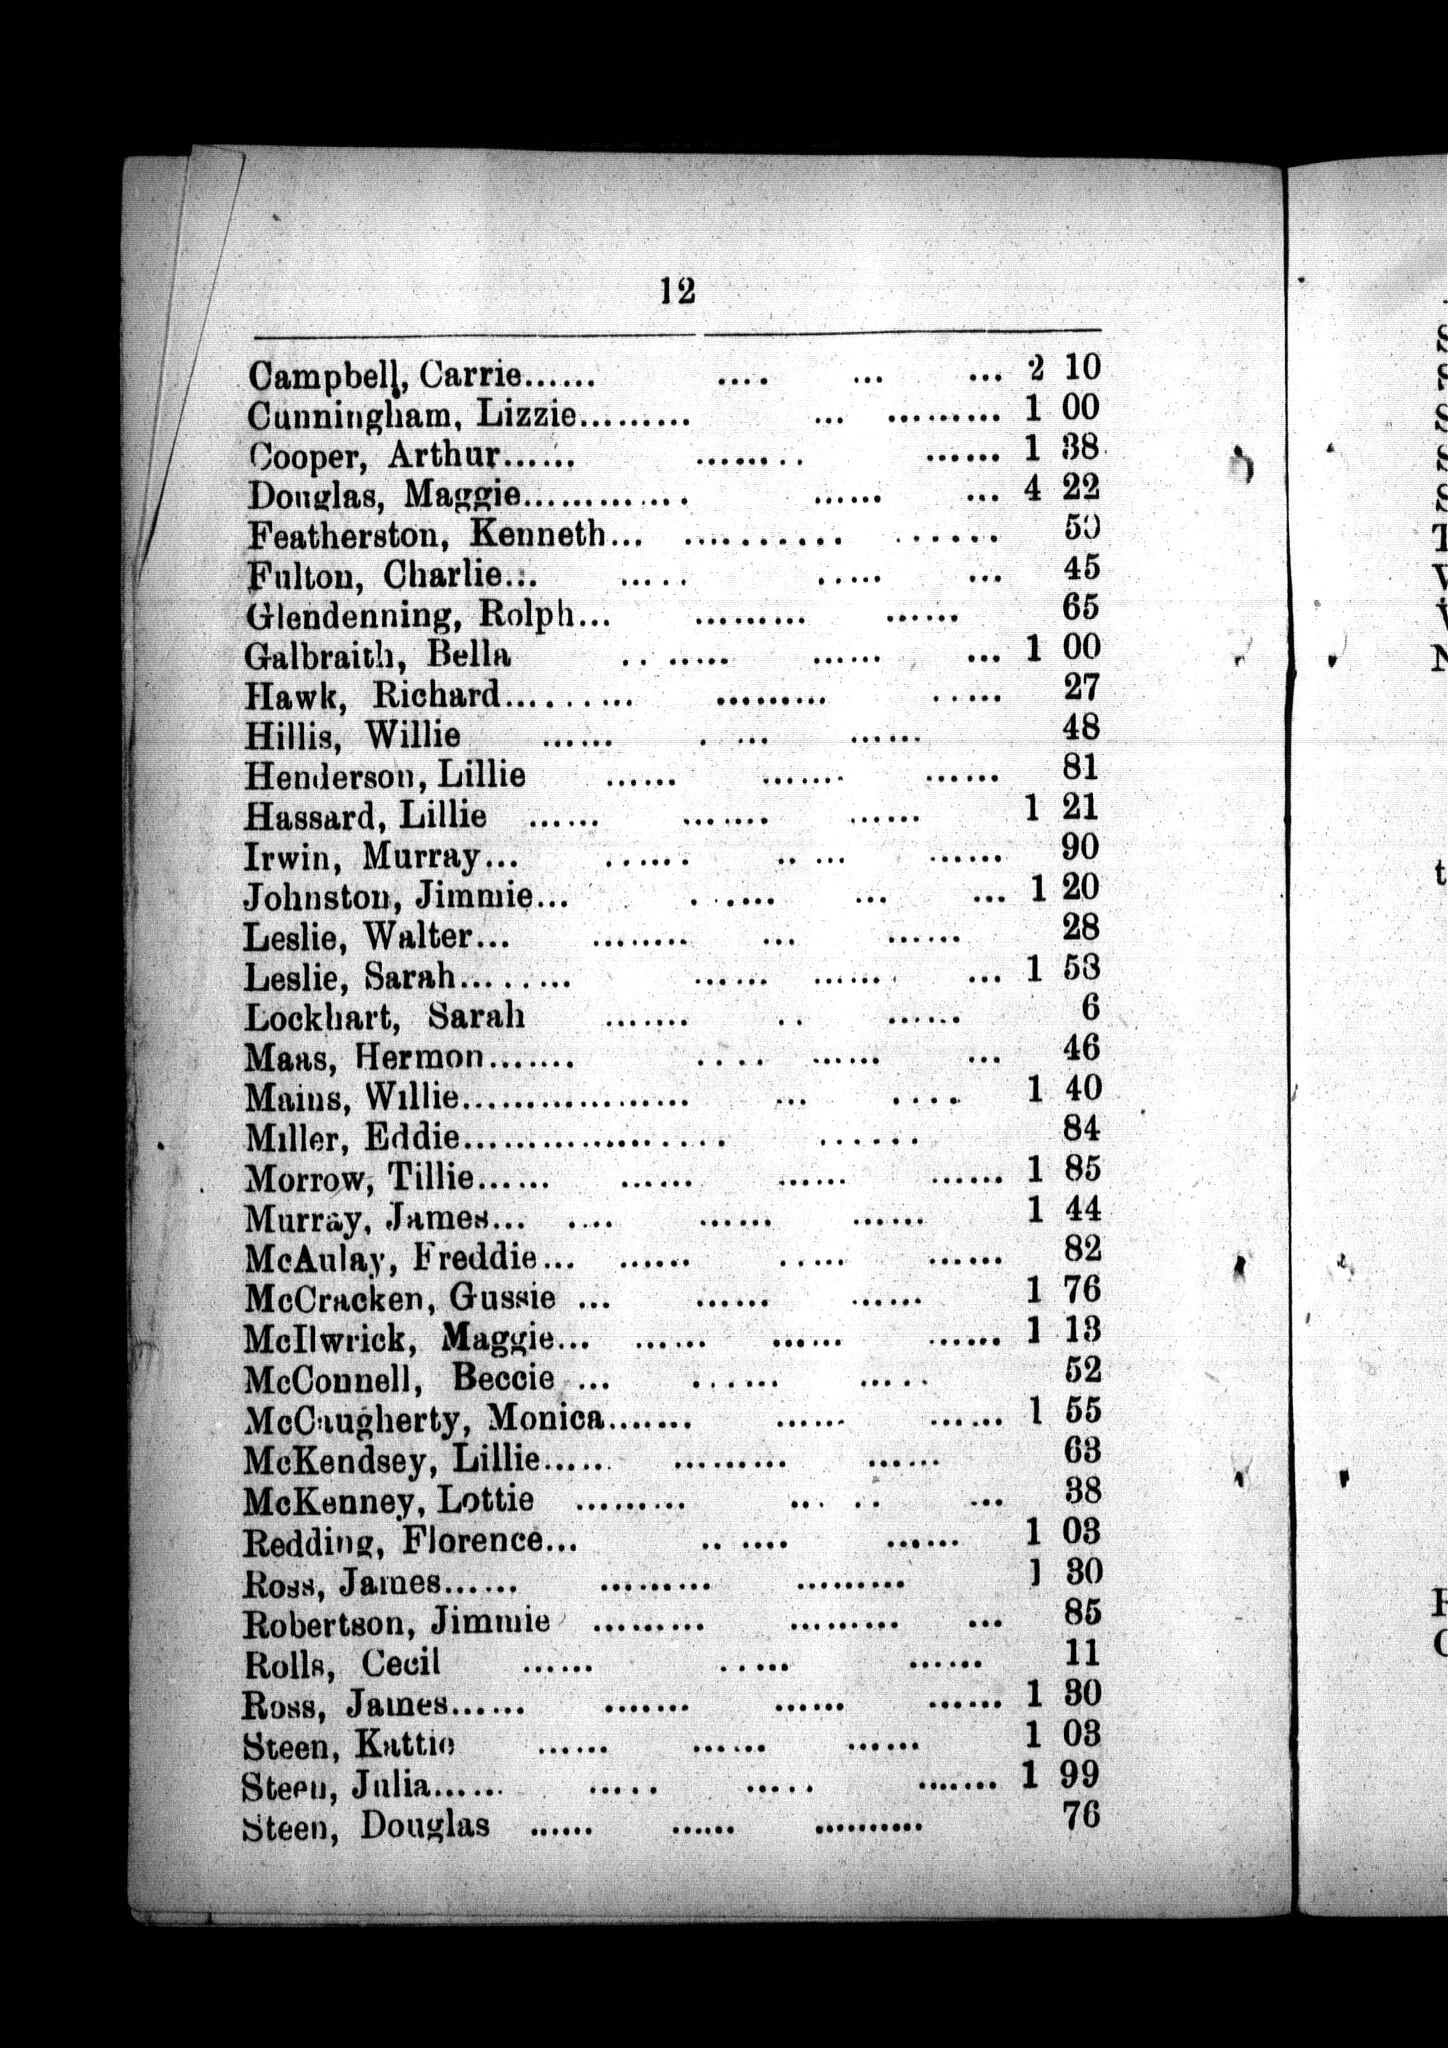 12
Campbell, Carrie...... .... ... ... 2 10
Cunningham, Lizzie......... ... ......... 1 00
Cooper, Arthur...... ........ ...... 1 38
Douglas, Maggie............. ...... ... 4 22
Featherston, Kenneth... .......... ...... 50
Fulton, Charlie... ..... ..... ... 45
Glendenning, Rolph... ......... ...... 65
Galbraith, Bella ....... ...... ... 1 00
Hawk, Richard......... ......... ..... 27
Hillis, Willie ...... .... ...... 48
Henderson, Lillie ...... ....... ...... 81
Hassard, Lillie ...... ....... ...... 1 21
Irwin, Murray... ...... ..... ...... 90
Johnston, Jimmie... ...... ... ... 1 20
Leslie, Walter... ........ ... ...... 28
Leslie, Sarah........ ...... ...... ... 1 53
Lockhart, Sarah ....... .. ...... 6
Maas, Hermon....... .... ...... ... 46
Mains, Willie.................. ... .... 1 40
Miller, Eddie................... ...... 84
Morrow, Tillie...... ...... ...... ...... 1 85
Murray, James... .... ...... ...... 1 44
McAulay, Freddie... ...... ..... ...... 82
McCracken, Gussie ... ...... ...... 1 76
McIlwrick, Maggie... ...... ...... ...... 1 13
McConnell, Beccie ... ...... ..... 52
McCaugherty, Monica....... ...... ...... 1 55
McKendsey, Lillie...... ......... ...... 63
McKenney, Lottie ......... ..... ... 38
Redding, Florence... ...... ...... 1 03
Ross, James...... ......... ......... 1 30
Robertson, Jimmie ......... ......... ... 85
Rolls, Cecil ...... ..... ...... 11
Ross, James...... ....... ...... ...... 1 30
Steen, Kattie ...... ...... ...... 1 03
Steen, Julia...... ..... ..... ....... 1 99
Steen, Douglas ...... ...... .......... 76